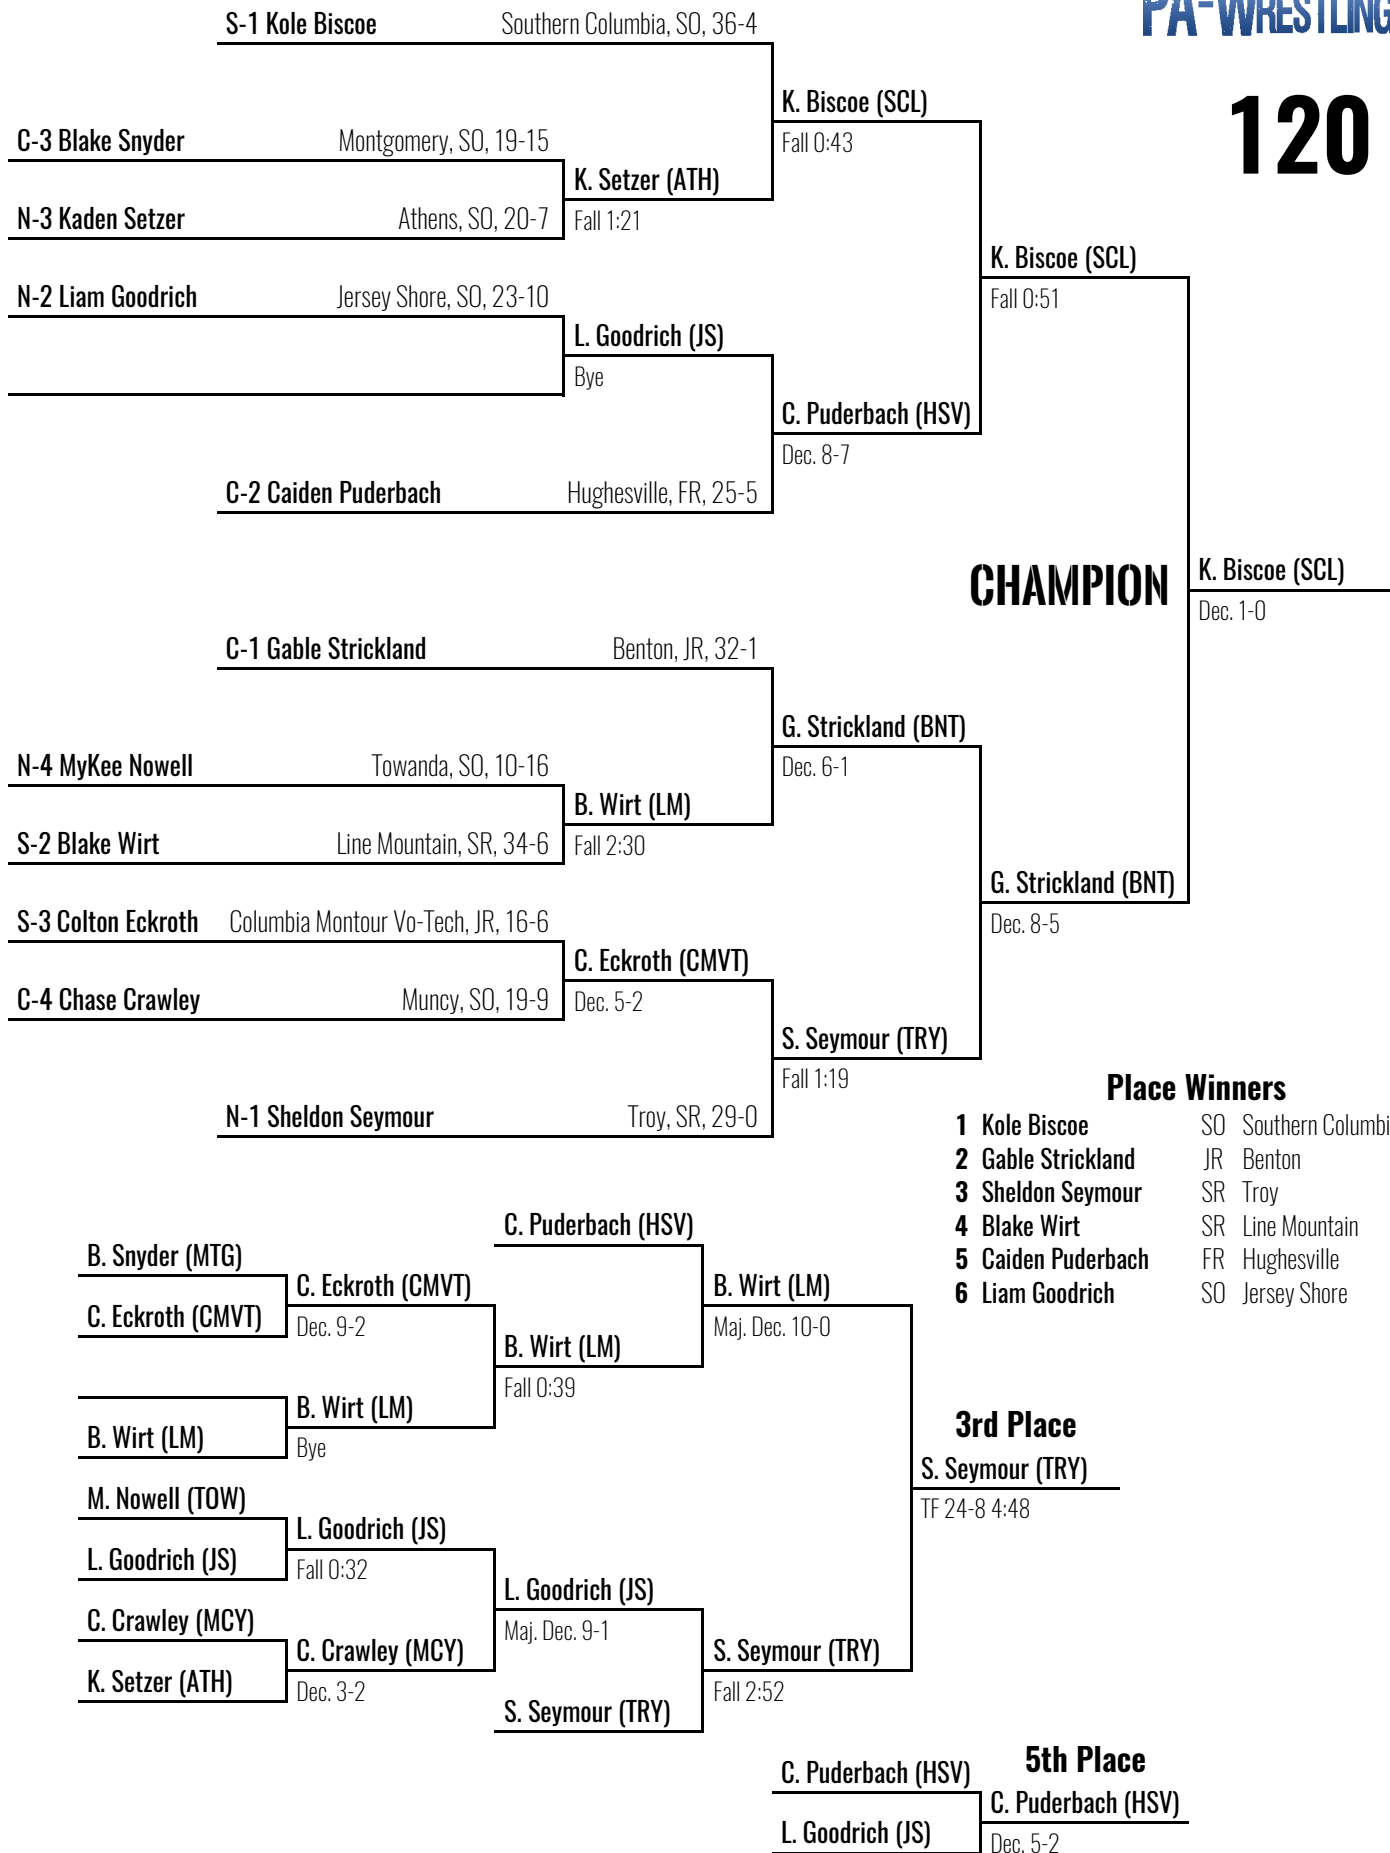 PA-WRESTLING
120
S-1 Kole Biscoe Southern Columbia, SO, 36-4
K. Biscoe (SCL)
Fall 0:43
C-3 Blake Snyder Montgomery, SO, 19-15
K. Setzer (ATH)
Fall 1:21
N-3 Kaden Setzer Athens, SO, 20-7
K. Biscoe (SCL)
Fall 0:51
N-2 Liam Goodrich Jersey Shore, SO, 23-10
L. Goodrich (JS)
Bye
C. Puderbach (HSV)
Dec. 8-7
C-2 Caiden Puderbach Hughesville, FR, 25-5
CHAMPION
K. Biscoe (SCL)
Dec. 1-0
C-1 Gable Strickland Benton, JR, 32-1
G. Strickland (BNT)
Dec. 6-1
N-4 MyKee Nowell Towanda, SO, 10-16
B. Wirt (LM)
Fall 2:30
S-2 Blake Wirt Line Mountain, SR, 34-6
G. Strickland (BNT)
Dec. 8-5
S-3 Colton Eckroth Columbia Montour Vo-Tech, JR, 16-6
C. Eckroth (CMVT)
Dec. 5-2
C-4 Chase Crawley Muncy, SO, 19-9
S. Seymour (TRY)
Fall 1:19
N-1 Sheldon Seymour Troy, SR, 29-0
Place Winners
1 Kole Biscoe SO Southern Columbi
2 Gable Strickland JR Benton
3 Sheldon Seymour SR Troy
4 Blake Wirt SR Line Mountain
5 Caiden Puderbach FR Hughesville
6 Liam Goodrich SO Jersey Shore
C. Puderbach (HSV)
B. Snyder (MTG)
C. Eckroth (CMVT)
C. Eckroth (CMVT)
Dec. 9-2
B. Wirt (LM)
Maj. Dec. 10-0
B. Wirt (LM)
Fall 0:39
B. Wirt (LM)
Bye
B. Wirt (LM)
3rd Place
S. Seymour (TRY)
TF 24-8 4:48
M. Nowell (TOW)
L. Goodrich (JS)
L. Goodrich (JS)
Fall 0:32
L. Goodrich (JS)
Maj. Dec. 9-1
C. Crawley (MCY)
C. Crawley (MCY)
Dec. 3-2
K. Setzer (ATH)
S. Seymour (TRY)
Fall 2:52
S. Seymour (TRY)
5th Place
C. Puderbach (HSV)
C. Puderbach (HSV)
Dec. 5-2
L. Goodrich (JS)